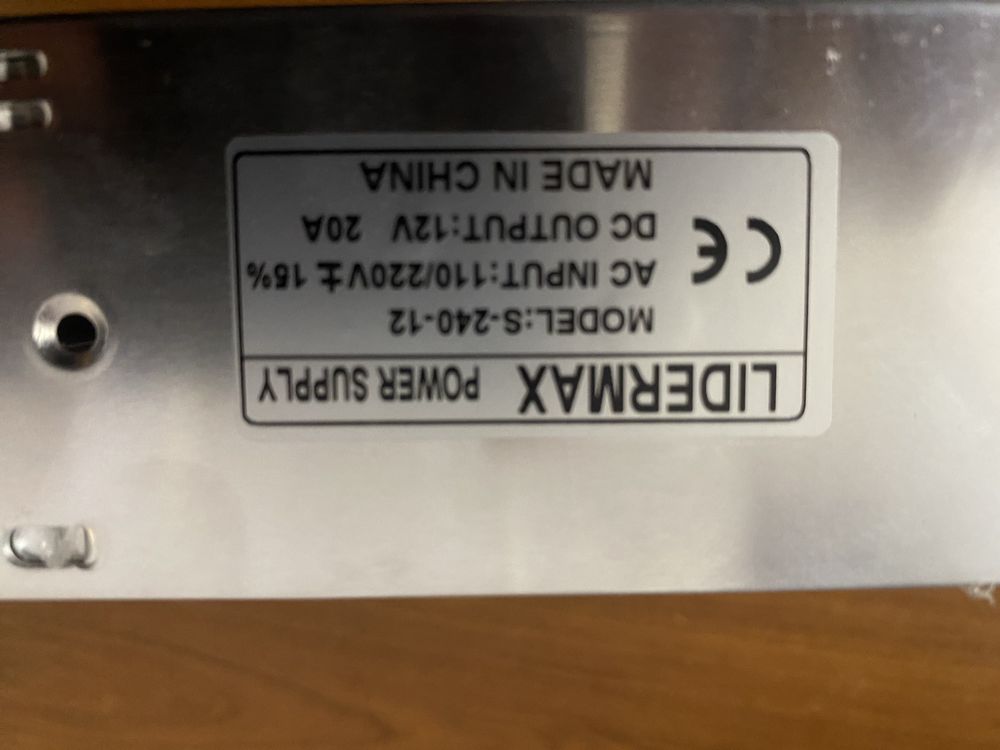 LIDERMAX POWER SUPPLY
MODEL:S-240-12
AC INPUT:110/220V± 15%
DC OUTPUT:12V 20A
MADE IN CHINA
CE